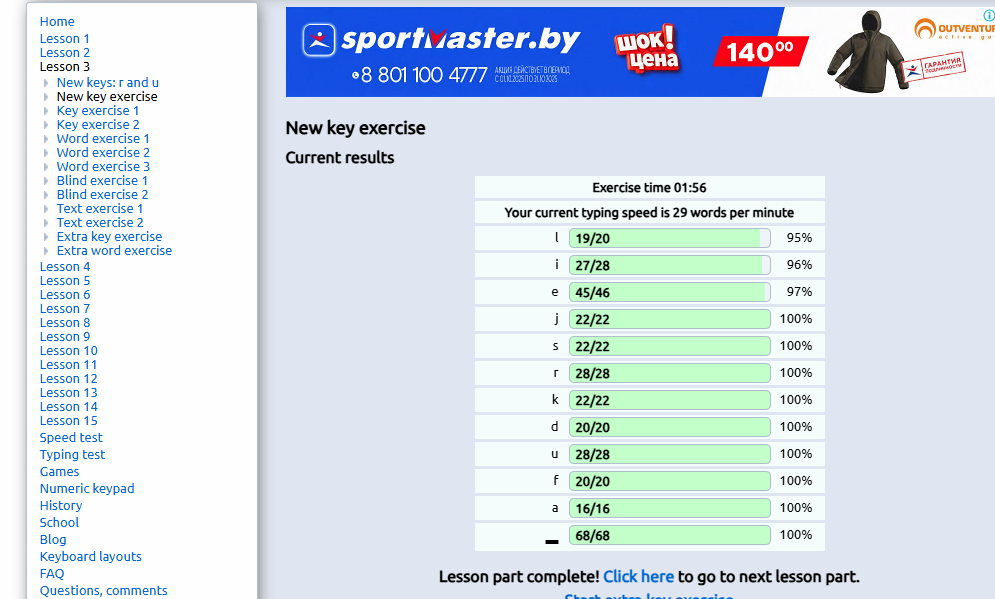 Home
Lesson 1
Lesson 2
Lesson 3
New keys: r and u
New key exercise
Key exercise 1
Key exercise 2
Word exercise 1
Word exercise 2
Word exercise 3
Blind exercise 1
Blind exercise 2
Text exercise 1
Text exercise 2
Extra key exercise
Extra word exercise
Lesson 4
Lesson 5
Lesson 6
Lesson 7
Lesson 8
Lesson 9
Lesson 10
Lesson 11
Lesson 12
Lesson 13
Lesson 14
Lesson 15
Speed test
Typing test
Games
Numeric keypad
History
School
Blog
Keyboard layouts
FAQ
Questions, comments
sportmaster.by
8 801 100 4777
АКЦИЯ ДЕЙСТВУЕТ В ПЕРИОД
С 01.10.2025 ПО 31.10.2025
ШОК!
цена
140⁰⁰
OUTVENTUR
active ge
ГАРАНТИЯ
ПОДЛИННОСТИ
New key exercise
Current results
Exercise time 01:56
Your current typing speed is 29 words per minute
l 19/20 95%
i 27/28 96%
e 45/46 97%
j 22/22 100%
s 22/22 100%
r 28/28 100%
k 22/22 100%
d 20/20 100%
u 28/28 100%
f 20/20 100%
a 16/16 100%
_ 68/68 100%
Lesson part complete! Click here to go to next lesson part.
Start extra key exercise